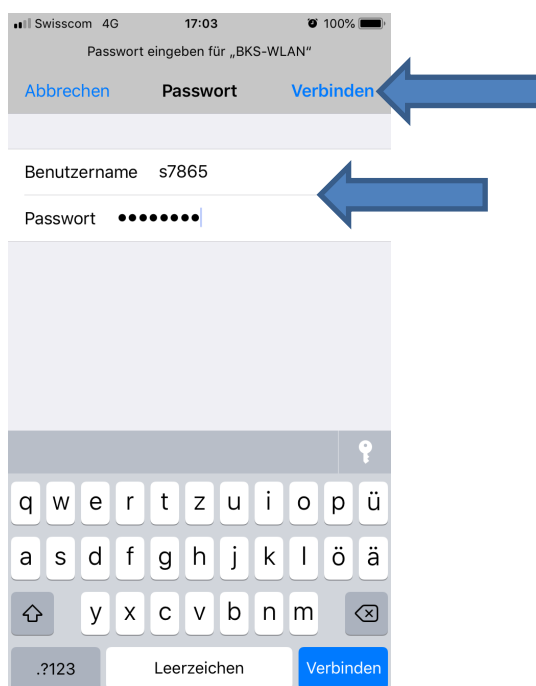 Swisscom 4G 17:03 100%
Passwort eingeben für „BKS-WLAN“
Abbrechen Passwort Verbinden
Benutzername s7865
Passwort ••••••••
q w e r t z u i o p ü
a s d f g h j k l ö ä
y x c v b n m
.?123 Leerzeichen Verbinden